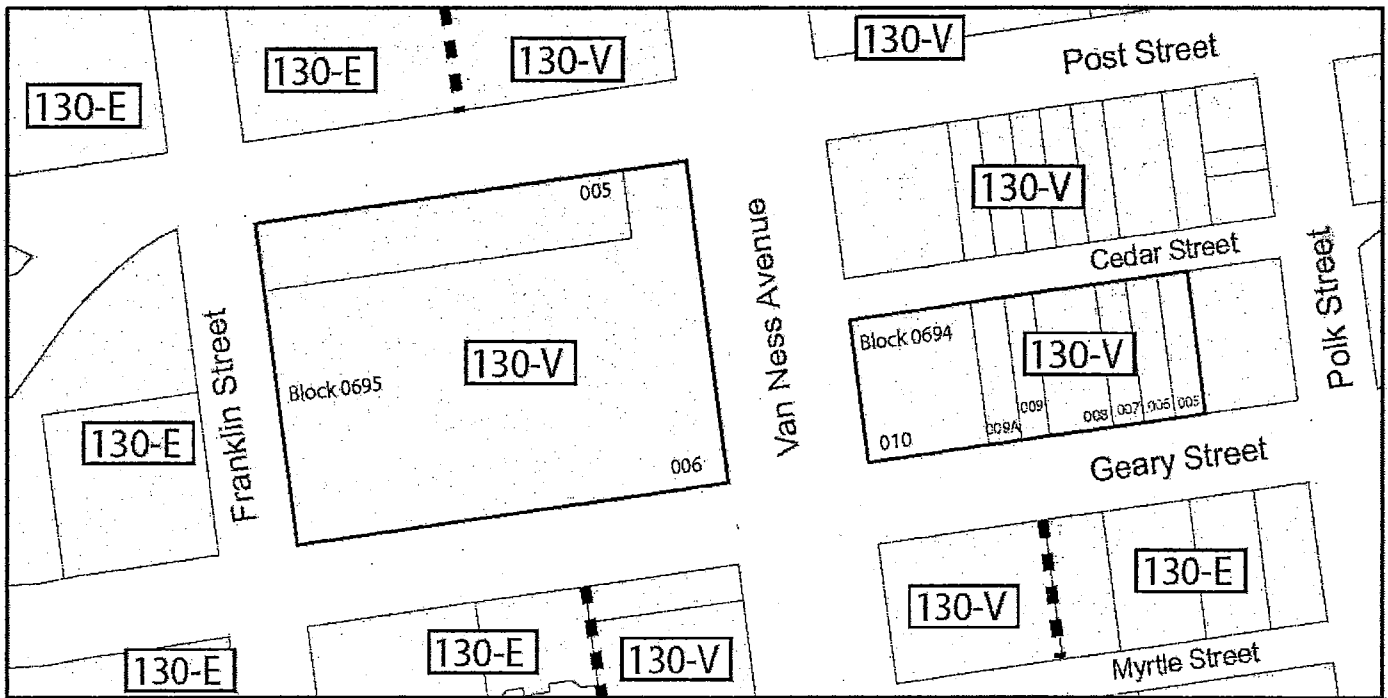 130-V
Post Street
130-E
130-V
130-E
005
130-V
Cedar Street
Van Ness Avenue
Polk Street
Block 0694
130-V
130-V
Block 0695
Franklin Street
009
009A
008
007
006
005
010
130-E
006
Geary Street
130-E
130-V
130-E
130-V
130-E
Myrtle Street